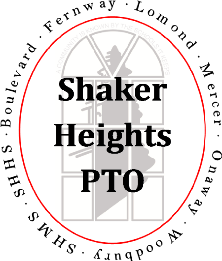 Shaker
Heights
PTO
SHMS · SHHS · Boulevard · Fernway · Lomond · Mercer · Onaway · Woodbury ·